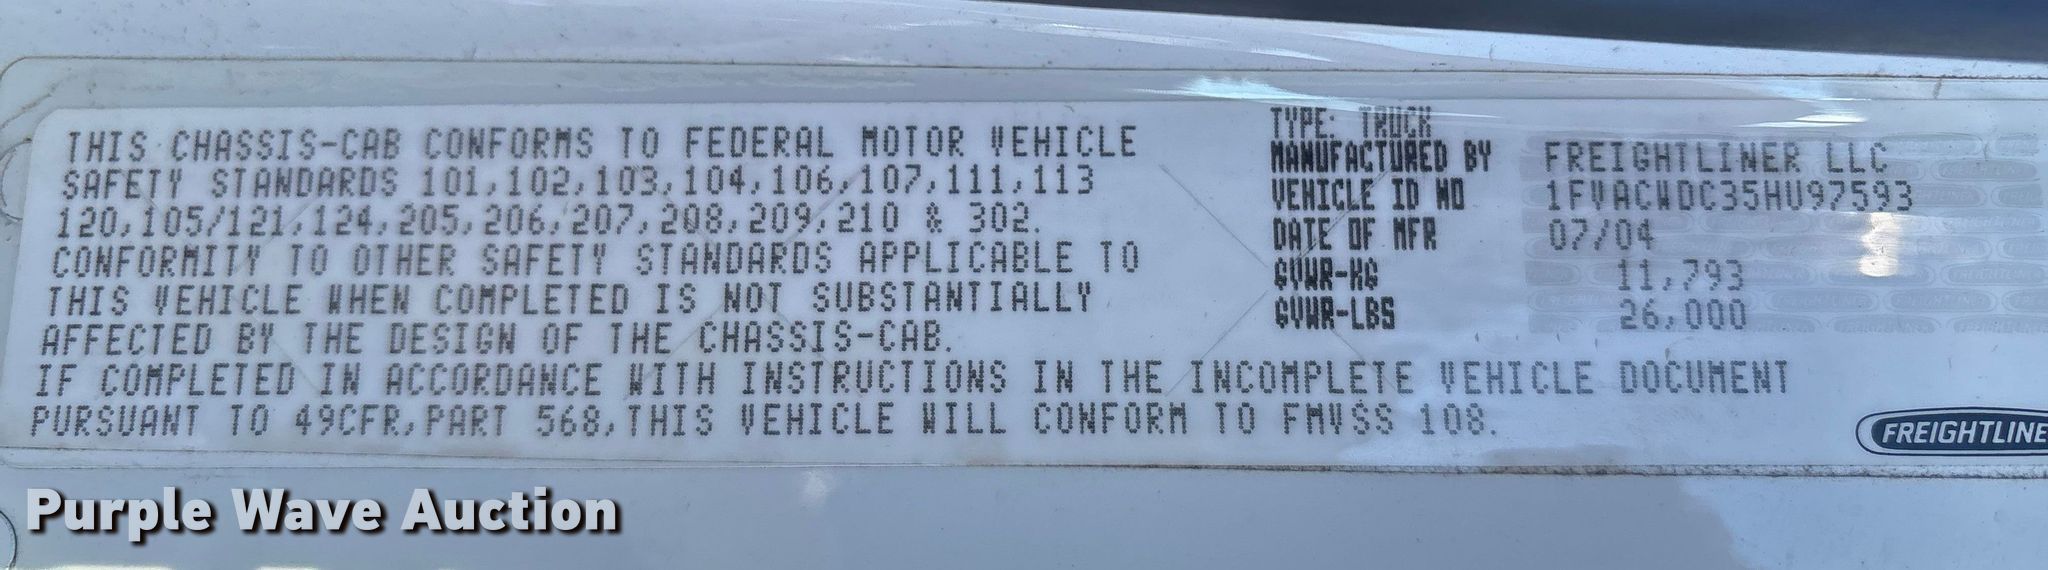 THIS CHASSIS-CAB CONFORMS TO FEDERAL MOTOR VEHICLE
SAFETY STANDARDS 101,102,103,104,106,107,111,113
120,105/121,124,205,206,207,208,209,210 & 302.
CONFORMITY TO OTHER SAFETY STANDARDS APPLICABLE TO
THIS VEHICLE WHEN COMPLETED IS NOT SUBSTANTIALLY
AFFECTED BY THE DESIGN OF THE CHASSIS-CAB.
IF COMPLETED IN ACCORDANCE WITH INSTRUCTIONS IN THE INCOMPLETE VEHICLE DOCUMENT
PURSUANT TO 49CFR,PART 568,THIS VEHICLE WILL CONFORM TO FMVSS 108.
TYPE: TRUCK
MANUFACTURED BY FREIGHTLINER LLC
VEHICLE ID NO 1FVACWDC35HU97593
DATE OF MFR 07/04
GVWR-KG 11,793
GVWR-LBS 26,000
FREIGHTLINE
Purple Wave Auction